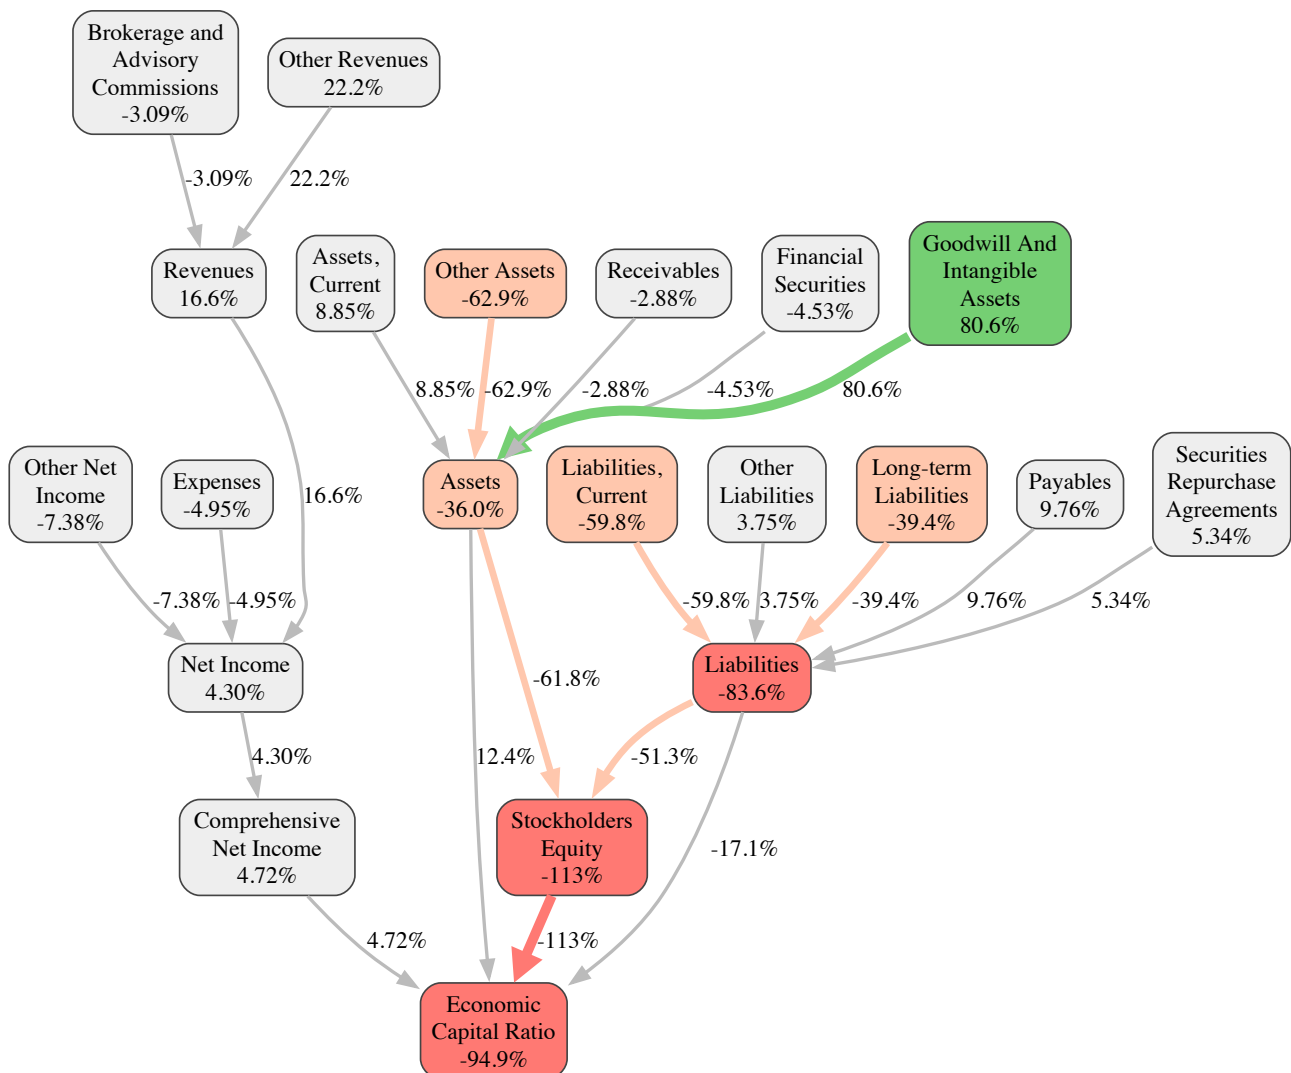 Brokerage and
Advisory
Commissions
-3.09%
Other Revenues
22.2%
-3.09%
22.2%
Revenues
16.6%
Assets,
Current
8.85%
Other Assets
-62.9%
Receivables
-2.88%
Financial
Securities
-4.53%
Goodwill And
Intangible
Assets
80.6%
8.85%
-62.9%
-2.88%
-4.53%
80.6%
Other Net
Income
-7.38%
Expenses
-4.95%
16.6%
Assets
-36.0%
Liabilities,
Current
-59.8%
Other
Liabilities
3.75%
Long-term
Liabilities
-39.4%
Payables
9.76%
Securities
Repurchase
Agreements
5.34%
-7.38%
-4.95%
-59.8%
3.75%
-39.4%
9.76%
5.34%
Net Income
4.30%
-61.8%
Liabilities
-83.6%
4.30%
12.4%
-51.3%
Comprehensive
Net Income
4.72%
Stockholders
Equity
-113%
-17.1%
4.72%
-113%
Economic
Capital Ratio
-94.9%